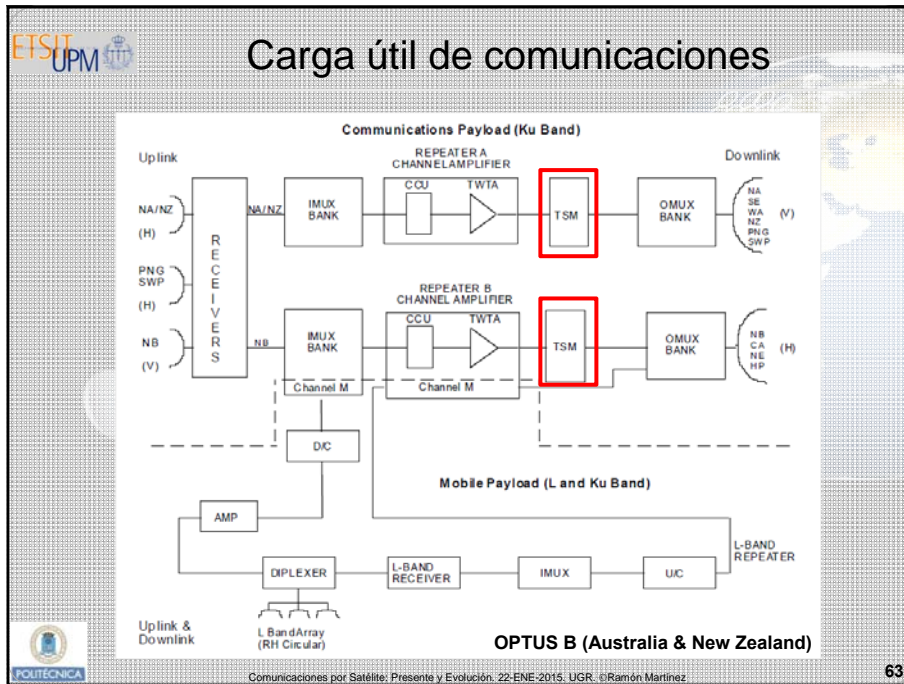 ETSIT UPM
Carga útil de comunicaciones
Communications Payload (Ku Band)
Uplink
Downlink
REPEATER A
CHANNEL AMPLIFIER
CCU
TWTA
NA/NZ
(H)
PNG
SWP
(H)
NB
(V)
RECEIVERS
NA/NZ
IMUX
BANK
TSM
OMUX
BANK
NA
SE
WA
NZ
PNG
SWP
(V)
REPEATER B
CHANNEL AMPLIFIER
CCU
TWTA
NB
IMUX
BANK
TSM
OMUX
BANK
NB
CA
NE
HP
(H)
Channel M
Channel M
D/C
Mobile Payload (L and Ku Band)
AMP
L-BAND
REPEATER
DIPLEXER
L-BAND
RECEIVER
IMUX
U/C
Uplink &
Downlink
L Band Array
(RH Circular)
OPTUS B (Australia & New Zealand)
POLITÉCNICA
Comunicaciones por Satélite: Presente y Evolución. 22-ENE-2015. UGR. ©Ramón Martínez
63